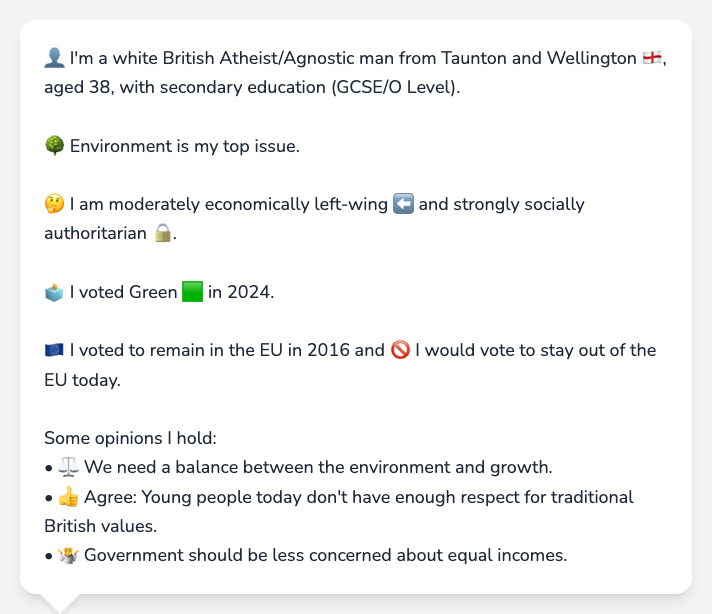 👤 I'm a white British Atheist/Agnostic man from Taunton and Wellington 🏴󠁧󠁢󠁥󠁮󠁧󠁿,
aged 38, with secondary education (GCSE/O Level).
🌳 Environment is my top issue.
🤔 I am moderately economically left-wing ⬅️ and strongly socially
authoritarian 🔒.
🗳️ I voted Green 🟩 in 2024.
🇪🇺 I voted to remain in the EU in 2016 and 🚫 I would vote to stay out of the
EU today.
Some opinions I hold:
• ⚖️ We need a balance between the environment and growth.
• 👍 Agree: Young people today don't have enough respect for traditional
British values.
• 🤷 Government should be less concerned about equal incomes.